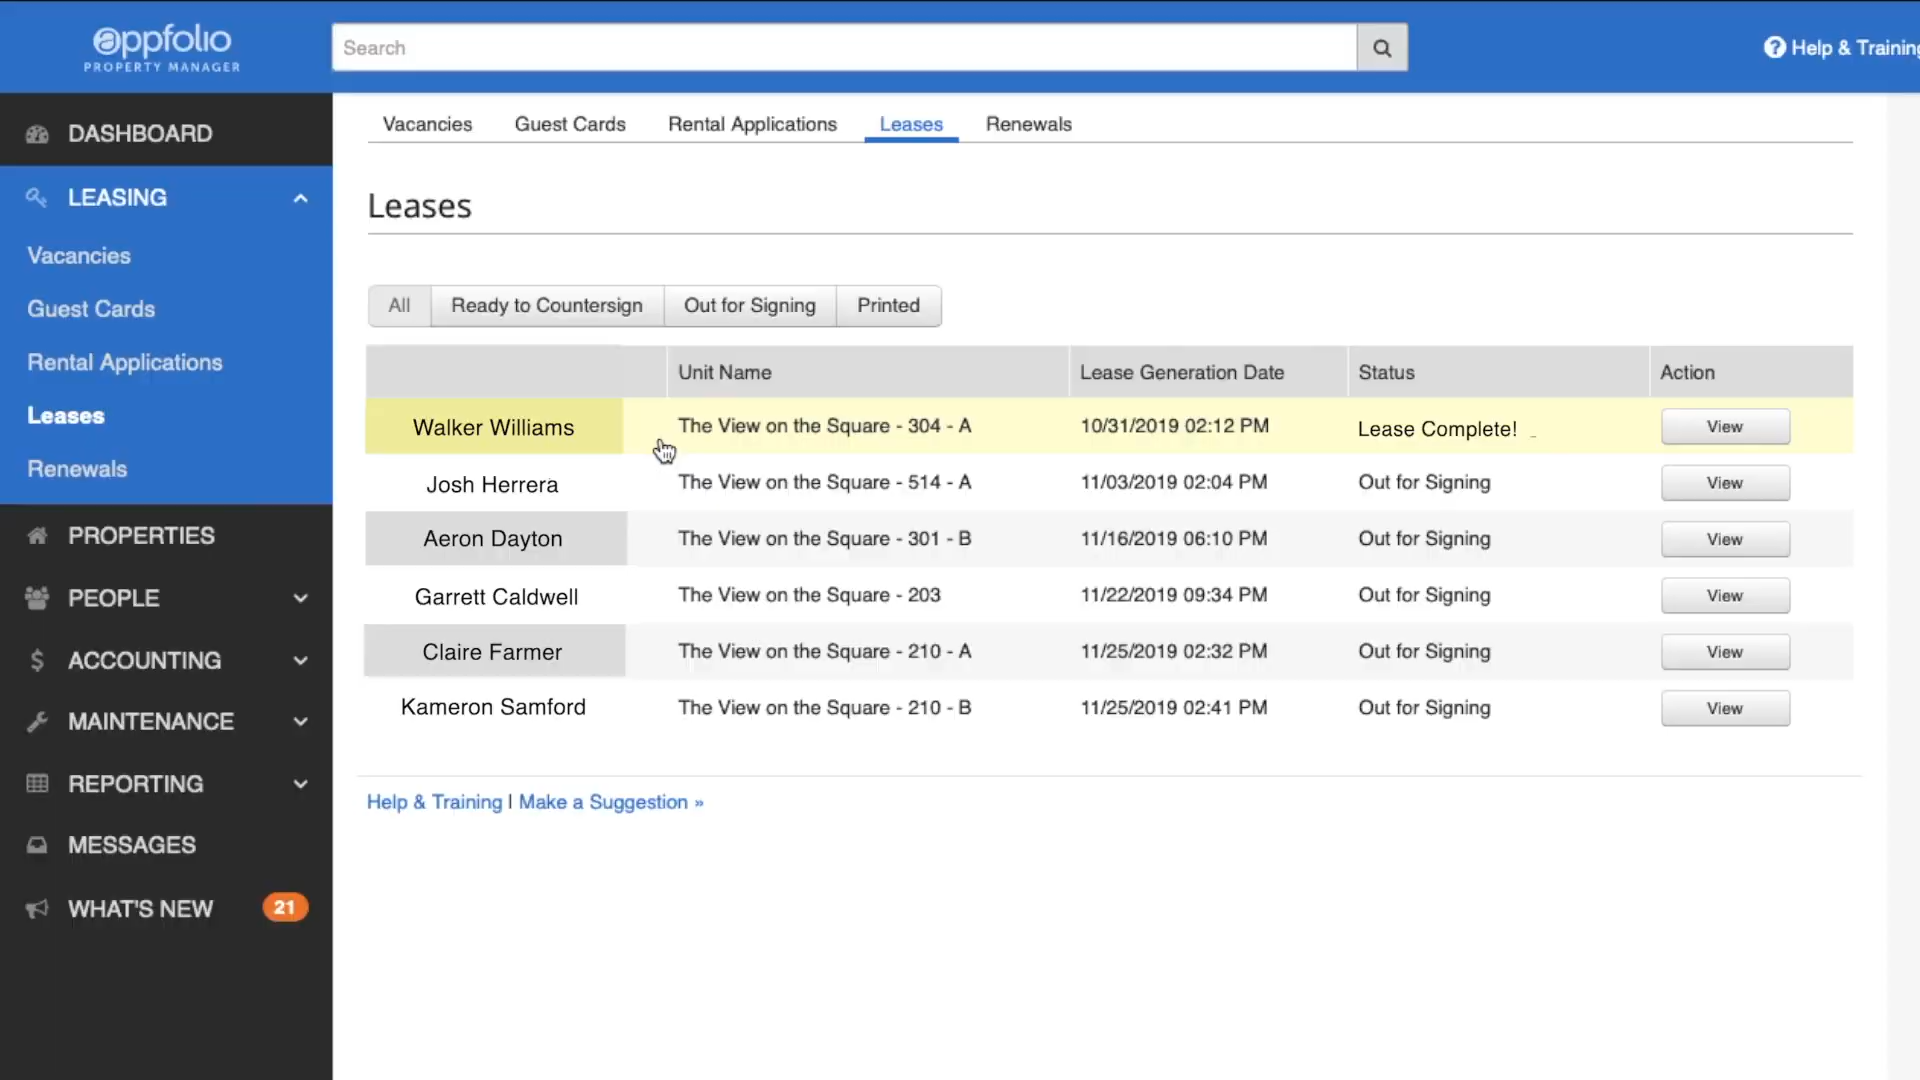 appfolio
PROPERTY MANAGER
Search
Help & Training
DASHBOARD
LEASING
Vacancies
Guest Cards
Rental Applications
Leases
Renewals
PROPERTIES
PEOPLE
ACCOUNTING
MAINTENANCE
REPORTING
MESSAGES
WHAT'S NEW 21
Vacancies Guest Cards Rental Applications Leases Renewals
Leases
All Ready to Countersign Out for Signing Printed
Unit Name Lease Generation Date Status Action
Walker Williams The View on the Square - 304 - A 10/31/2019 02:12 PM Lease Complete! View
Josh Herrera The View on the Square - 514 - A 11/03/2019 02:04 PM Out for Signing View
Aeron Dayton The View on the Square - 301 - B 11/16/2019 06:10 PM Out for Signing View
Garrett Caldwell The View on the Square - 203 11/22/2019 09:34 PM Out for Signing View
Claire Farmer The View on the Square - 210 - A 11/25/2019 02:32 PM Out for Signing View
Kameron Samford The View on the Square - 210 - B 11/25/2019 02:41 PM Out for Signing View
Help & Training | Make a Suggestion »